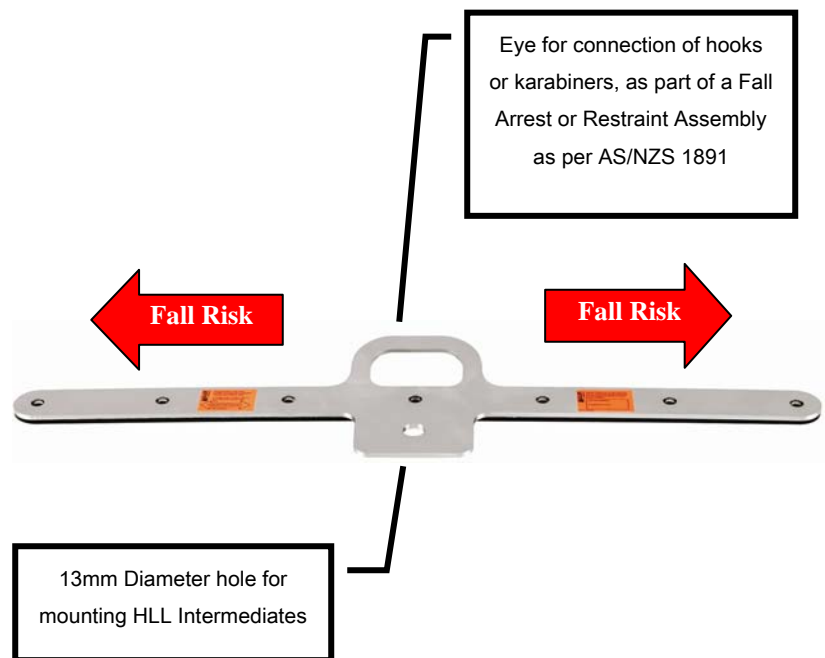 Eye for connection of hooks
or karabiners, as part of a Fall
Arrest or Restraint Assembly
as per AS/NZS 1891
Fall Risk
Fall Risk
13mm Diameter hole for
mounting HLL Intermediates